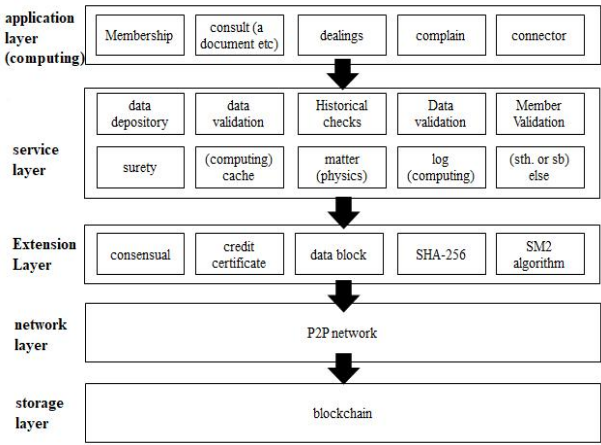 application
layer
(computing)
Membership
consult (a
document etc)
dealings
complain
connector
service
layer
data
depository
data
validation
Historical
checks
Data
validation
Member
Validation
surety
(computing)
cache
matter
(physics)
log
(computing)
(sth. or sb)
else
Extension
Layer
consensual
credit
certificate
data block
SHA-256
SM2
algorithm
network
layer
P2P network
storage
layer
blockchain